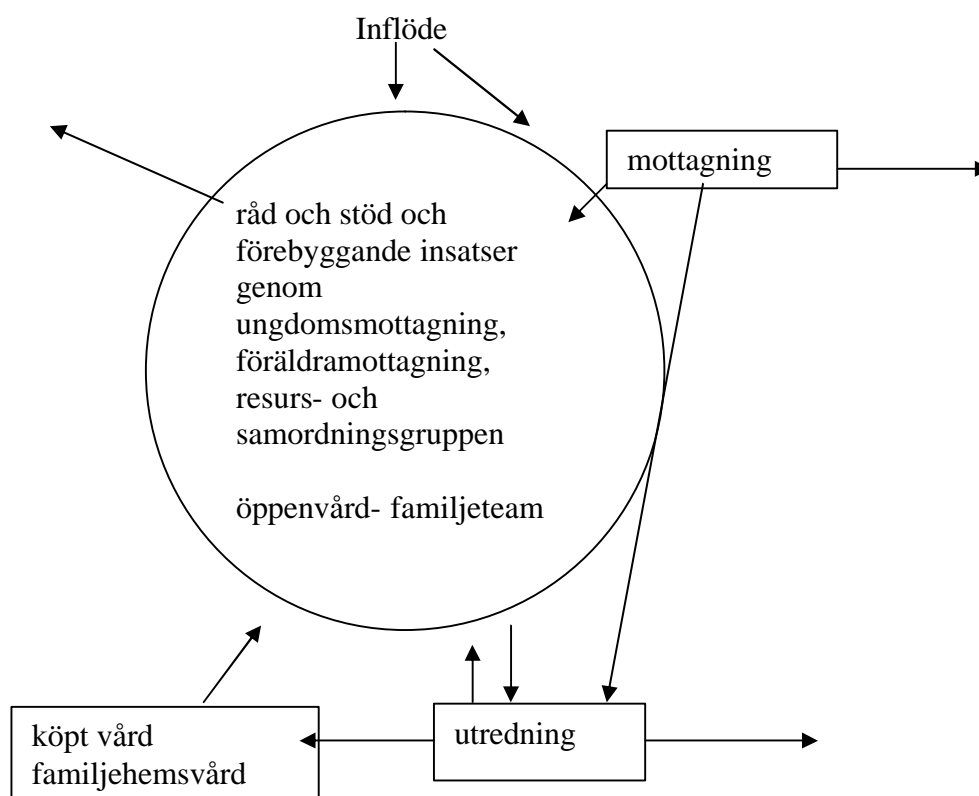 Inflöde
mottagning
råd och stöd och
förebyggande insatser
genom
ungdomsmottagning,
föräldramottagning,
resurs- och
samordningsgruppen
öppenvård- familjeteam
köpt vård
familjehemsvård
utredning